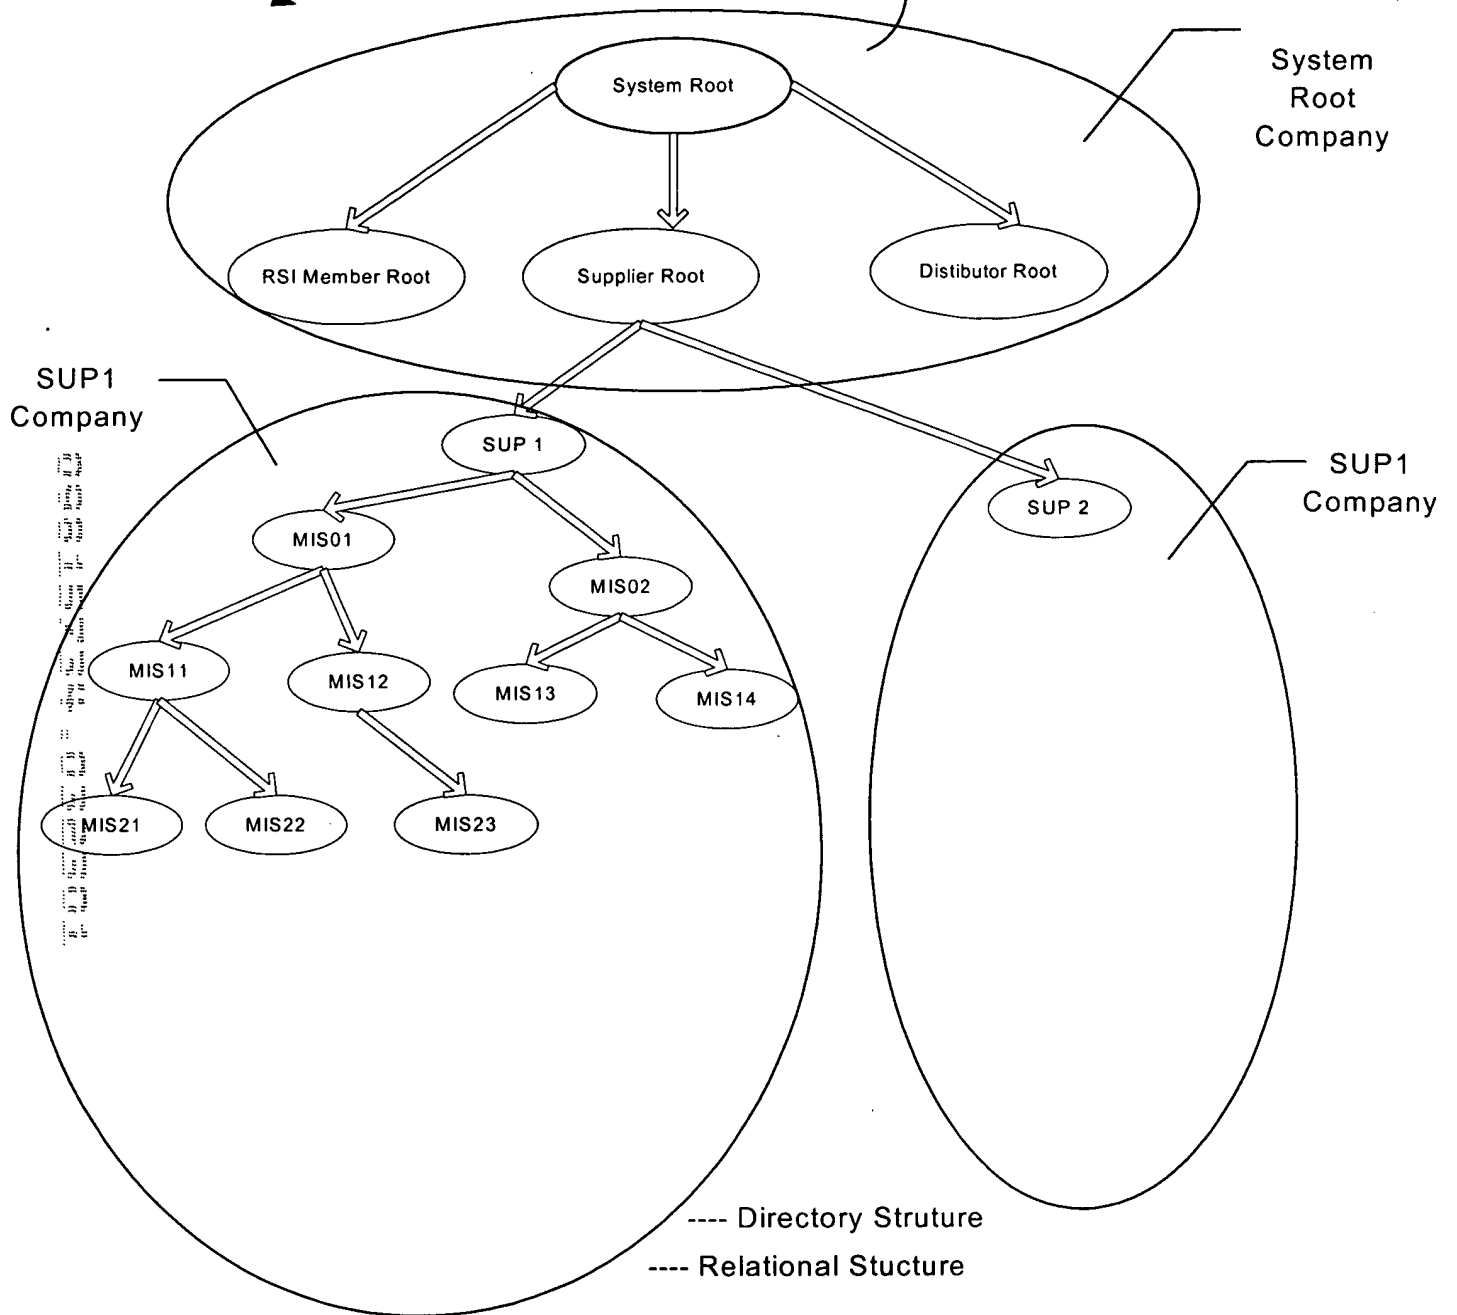 System Root
System
Root
Company
RSI Member Root
Supplier Root
Distibutor Root
SUP1
Company
SUP 1
SUP1
Company
SUP 2
MIS01
MIS02
MIS11
MIS12
MIS13
MIS14
MIS21
MIS22
MIS23
---- Directory Struture
---- Relational Stucture